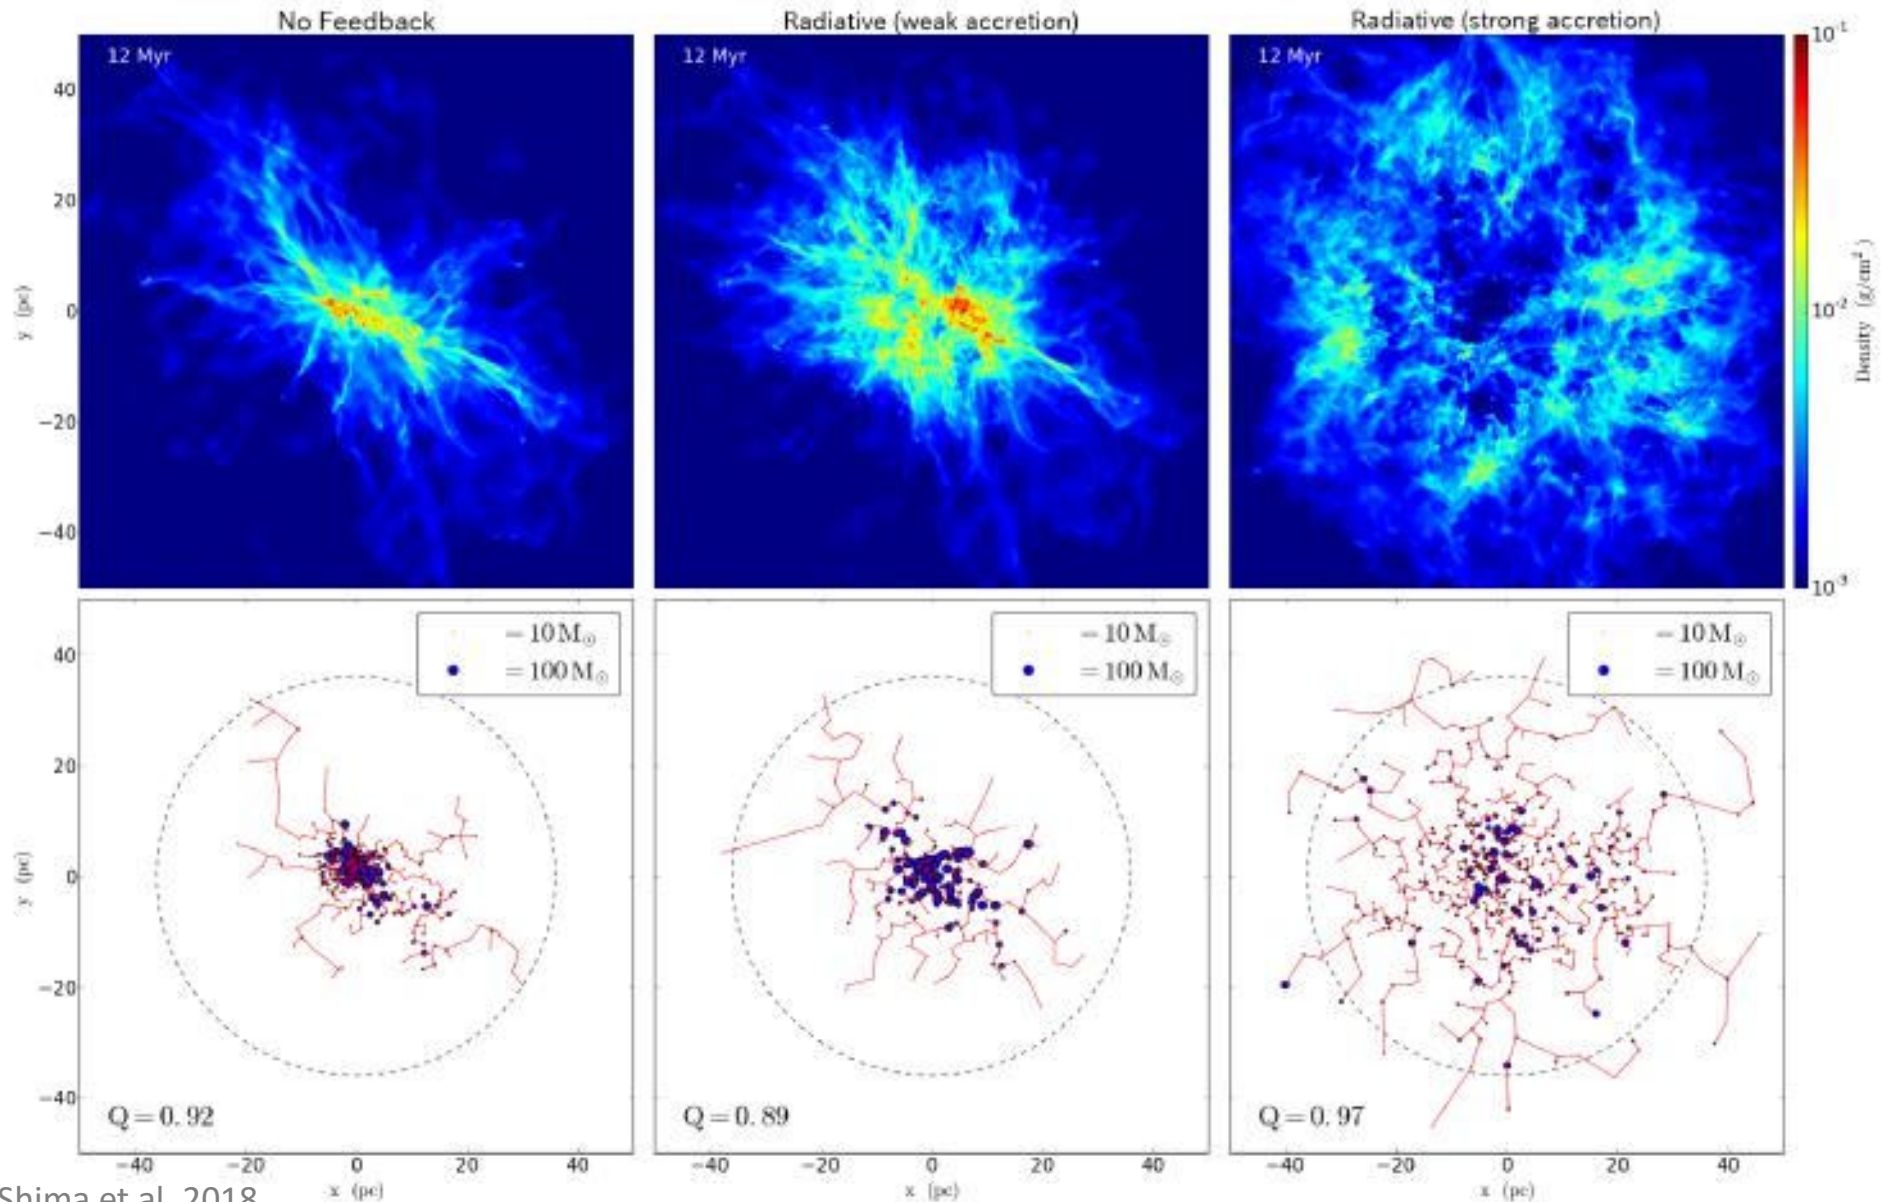 No Feedback
Radiative (weak accretion)
Radiative (strong accretion)
12 Myr
12 Myr
12 Myr
40
20
0
−20
−40
y (pc)
10⁻¹
10⁻²
10⁻³
Density (g/cm²)
= 10 M⊙
= 100 M⊙
= 10 M⊙
= 100 M⊙
= 10 M⊙
= 100 M⊙
40
20
0
−20
−40
y (pc)
Q = 0.92
Q = 0.89
Q = 0.97
−40 −20 0 20 40
−40 −20 0 20 40
−40 −20 0 20 40
x (pc)
x (pc)
x (pc)
Shima et al. 2018